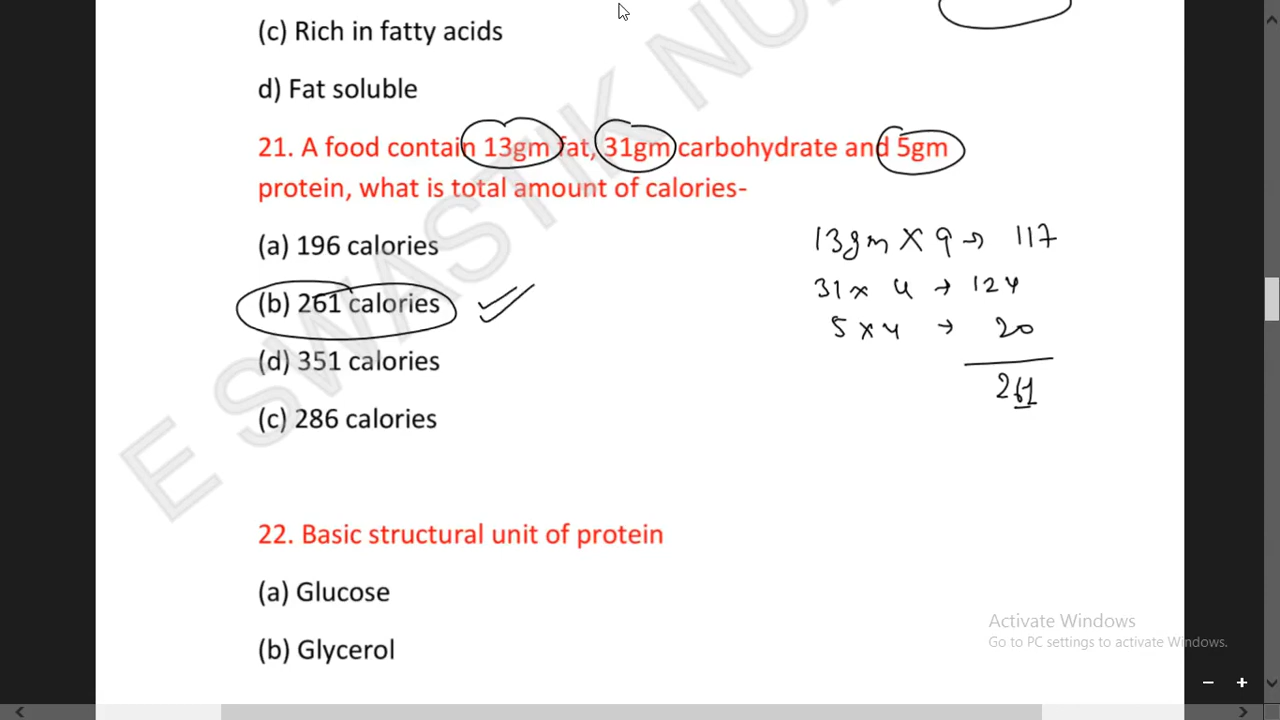 (c) Rich in fatty acids
d) Fat soluble
21. A food contain 13gm fat, 31gm carbohydrate and 5gm
protein, what is total amount of calories-
(a) 196 calories
(b) 261 calories
(d) 351 calories
(c) 286 calories
13gm X 9 → 117
31 x 4 → 124
5 x 4 → 20
261
22. Basic structural unit of protein
(a) Glucose
(b) Glycerol
E SWASTIK NU
Activate Windows
Go to PC settings to activate Windows.